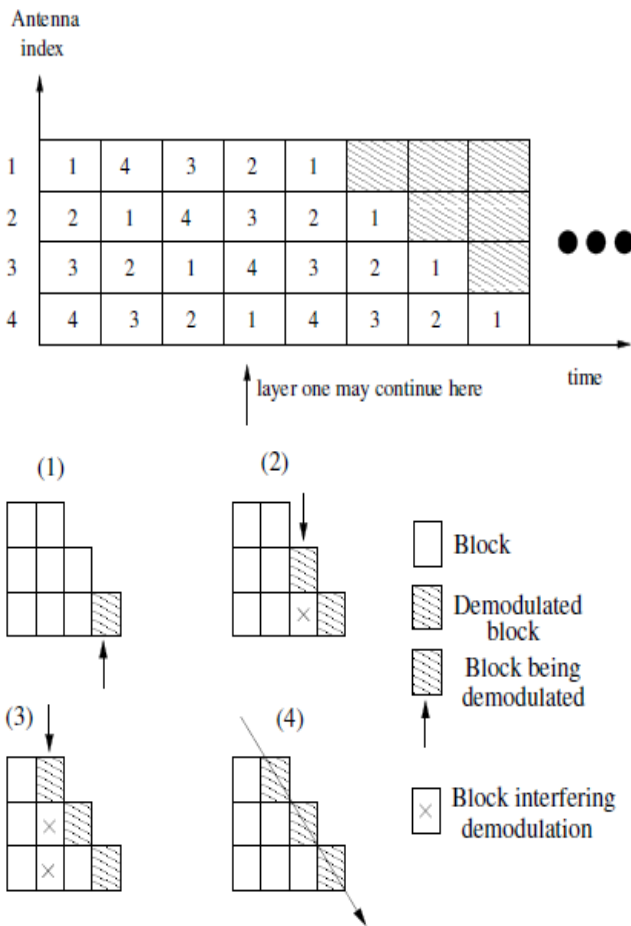 Antenna
index
1 1 4 3 2 1
2 2 1 4 3 2 1
3 3 2 1 4 3 2 1
4 4 3 2 1 4 3 2 1
time
layer one may continue here
(1)
(2)
Block
Demodulated
block
Block being
demodulated
(3)
(4)
Block interfering
demodulation